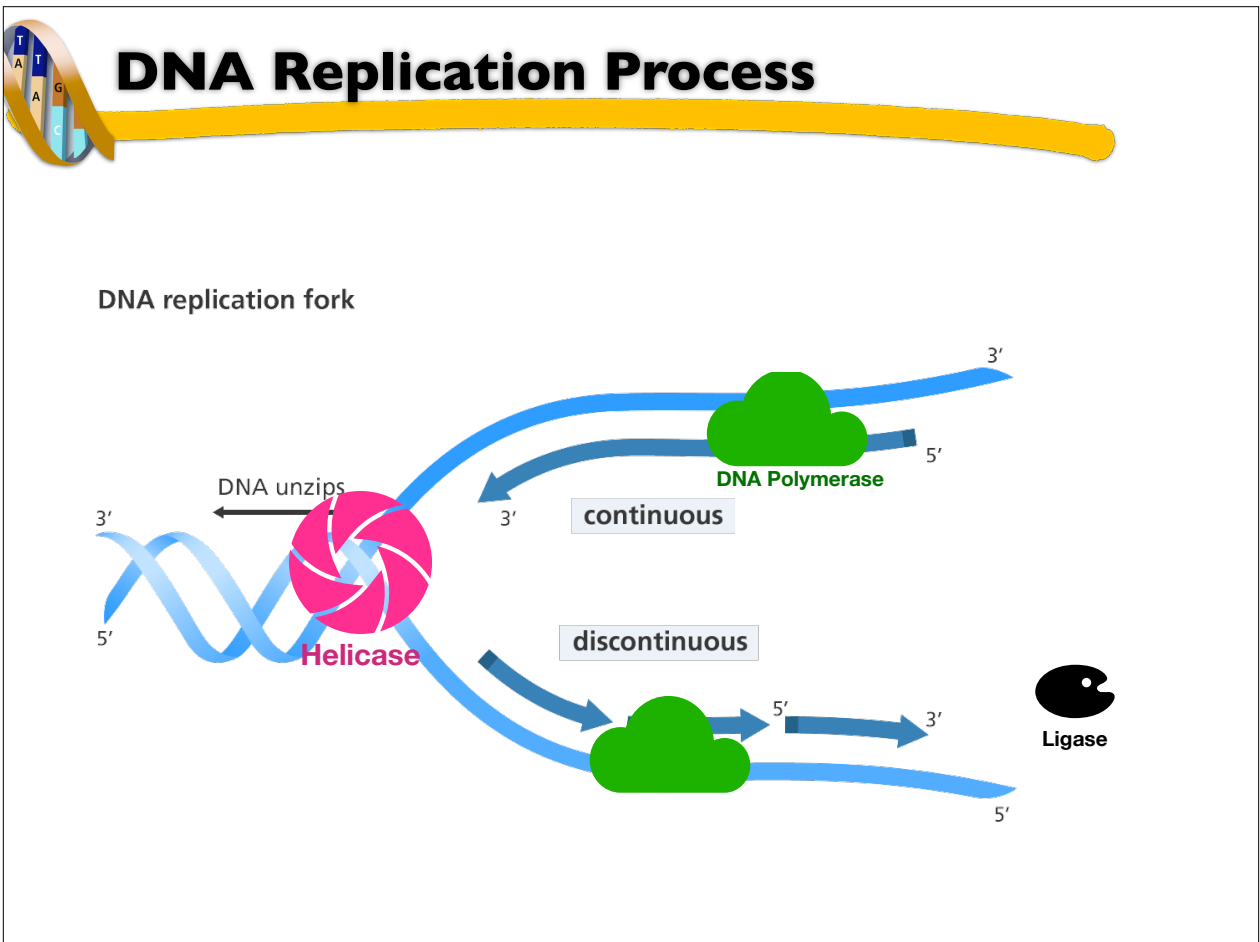 T
A
T
A
G
C
DNA Replication Process
DNA replication fork
3’
5’
DNA Polymerase
DNA unzips
3’
continuous
3’
5’
discontinuous
Helicase
5’
3’
Ligase
5’